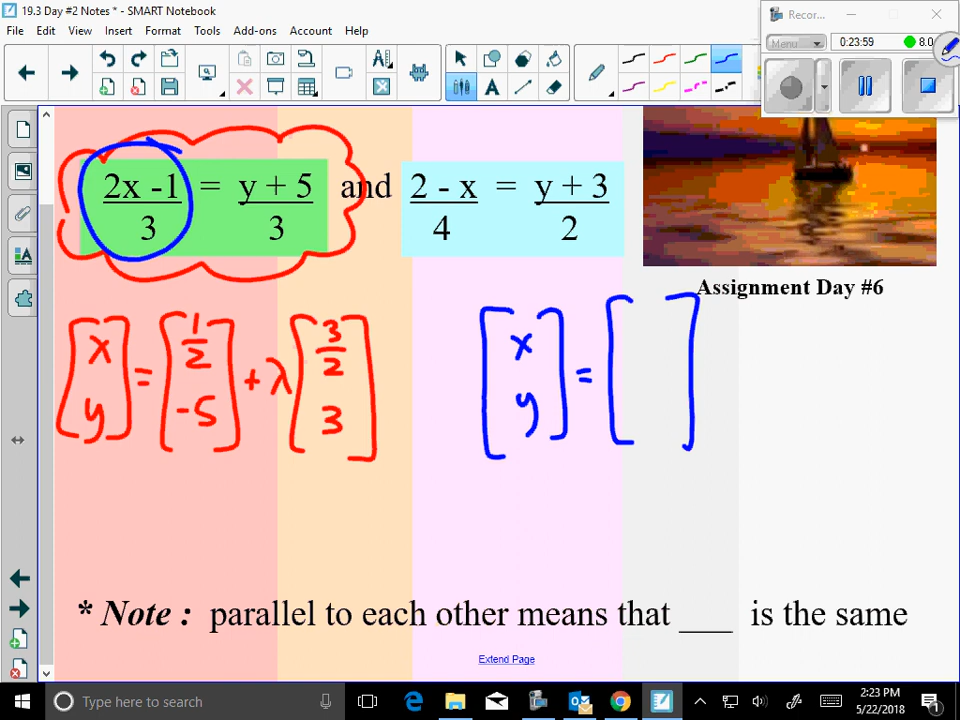 19.3 Day #2 Notes * - SMART Notebook
File Edit View Insert Format Tools Add-ons Account Help
Recor...
Menu 0:23:59 8.0
2x -1 = y + 5 and 2 - x = y + 3
3 3 4 2
Assignment Day #6
x = 1/2 + λ 3/2
y -5 3
x =
y
* Note : parallel to each other means that ___ is the same
Extend Page
Type here to search
2:23 PM
5/22/2018
1